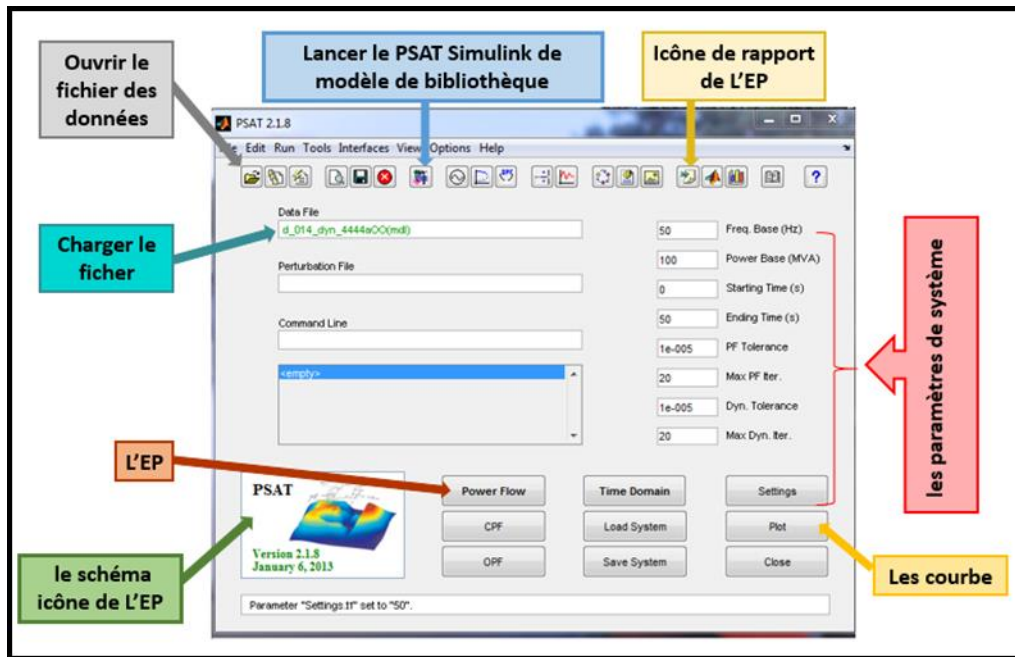 Ouvrir le
fichier des
données
Lancer le PSAT Simulink de
modèle de bibliothèque
Icône de rapport
de L'EP
PSAT 2.1.8
Edit Run Tools Interfaces View Options Help
Data File
d_014_dyn_4444aOO(mdl)
Charger le
ficher
Perturbation File
Command Line
<empty>
50 Freq. Base (Hz)
100 Power Base (MVA)
0 Starting Time (s)
50 Ending Time (s)
1e-005 PF Tolerance
20 Max PF Iter.
1e-005 Dyn. Tolerance
20 Max Dyn. Iter.
les paramètres de système
L'EP
PSAT
Version 2.1.8
January 6, 2013
Power Flow Time Domain Settings
CPF Load System Plot
OPF Save System Close
le schéma
icône de L'EP
Les courbe
Parameter "Settings.tf" set to "50".